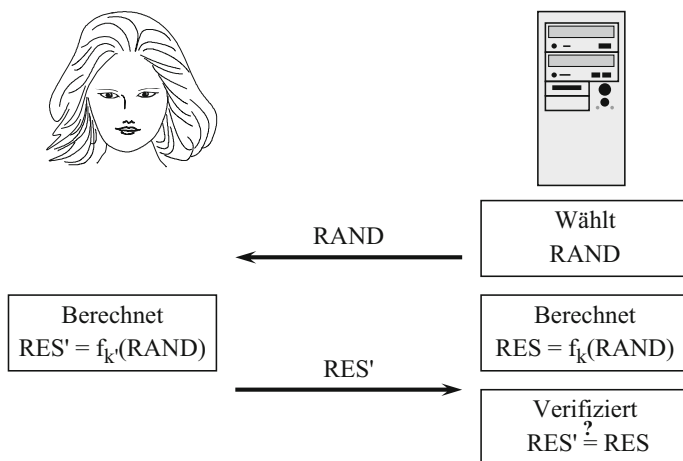 Wählt
RAND
RAND
Berechnet
RES' = f_k'(RAND)
Berechnet
RES = f_k(RAND)
RES'
Verifiziert
RES' ≟ RES